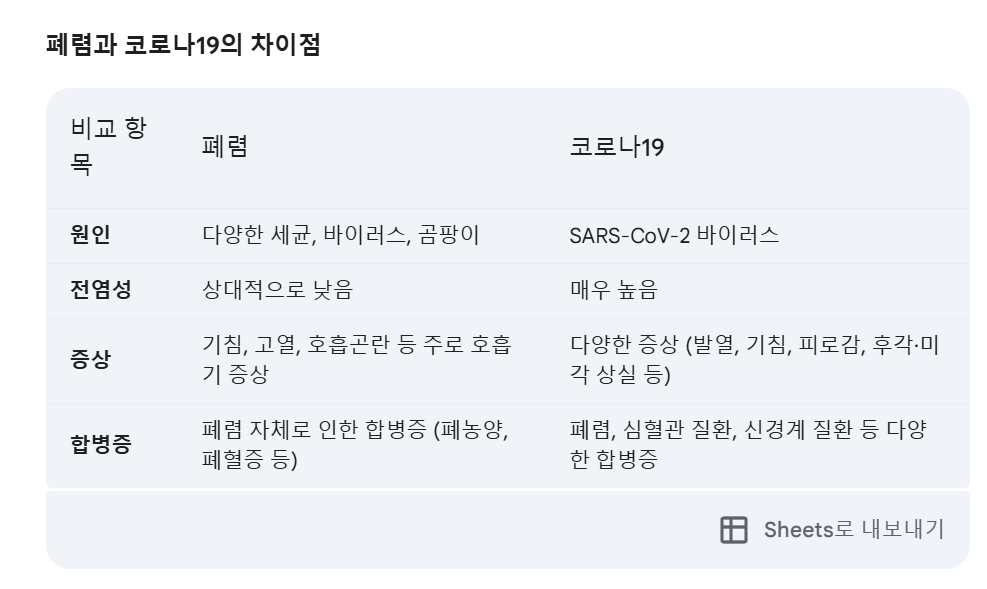 폐렴과 코로나19의 차이점
비교 항
목
폐렴
코로나19
원인
다양한 세균, 바이러스, 곰팡이
SARS-CoV-2 바이러스
전염성
상대적으로 낮음
매우 높음
증상
기침, 고열, 호흡곤란 등 주로 호흡
기 증상
다양한 증상 (발열, 기침, 피로감, 후각·미
각 상실 등)
합병증
폐렴 자체로 인한 합병증 (폐농양,
폐혈증 등)
폐렴, 심혈관 질환, 신경계 질환 등 다양
한 합병증
Sheets로 내보내기